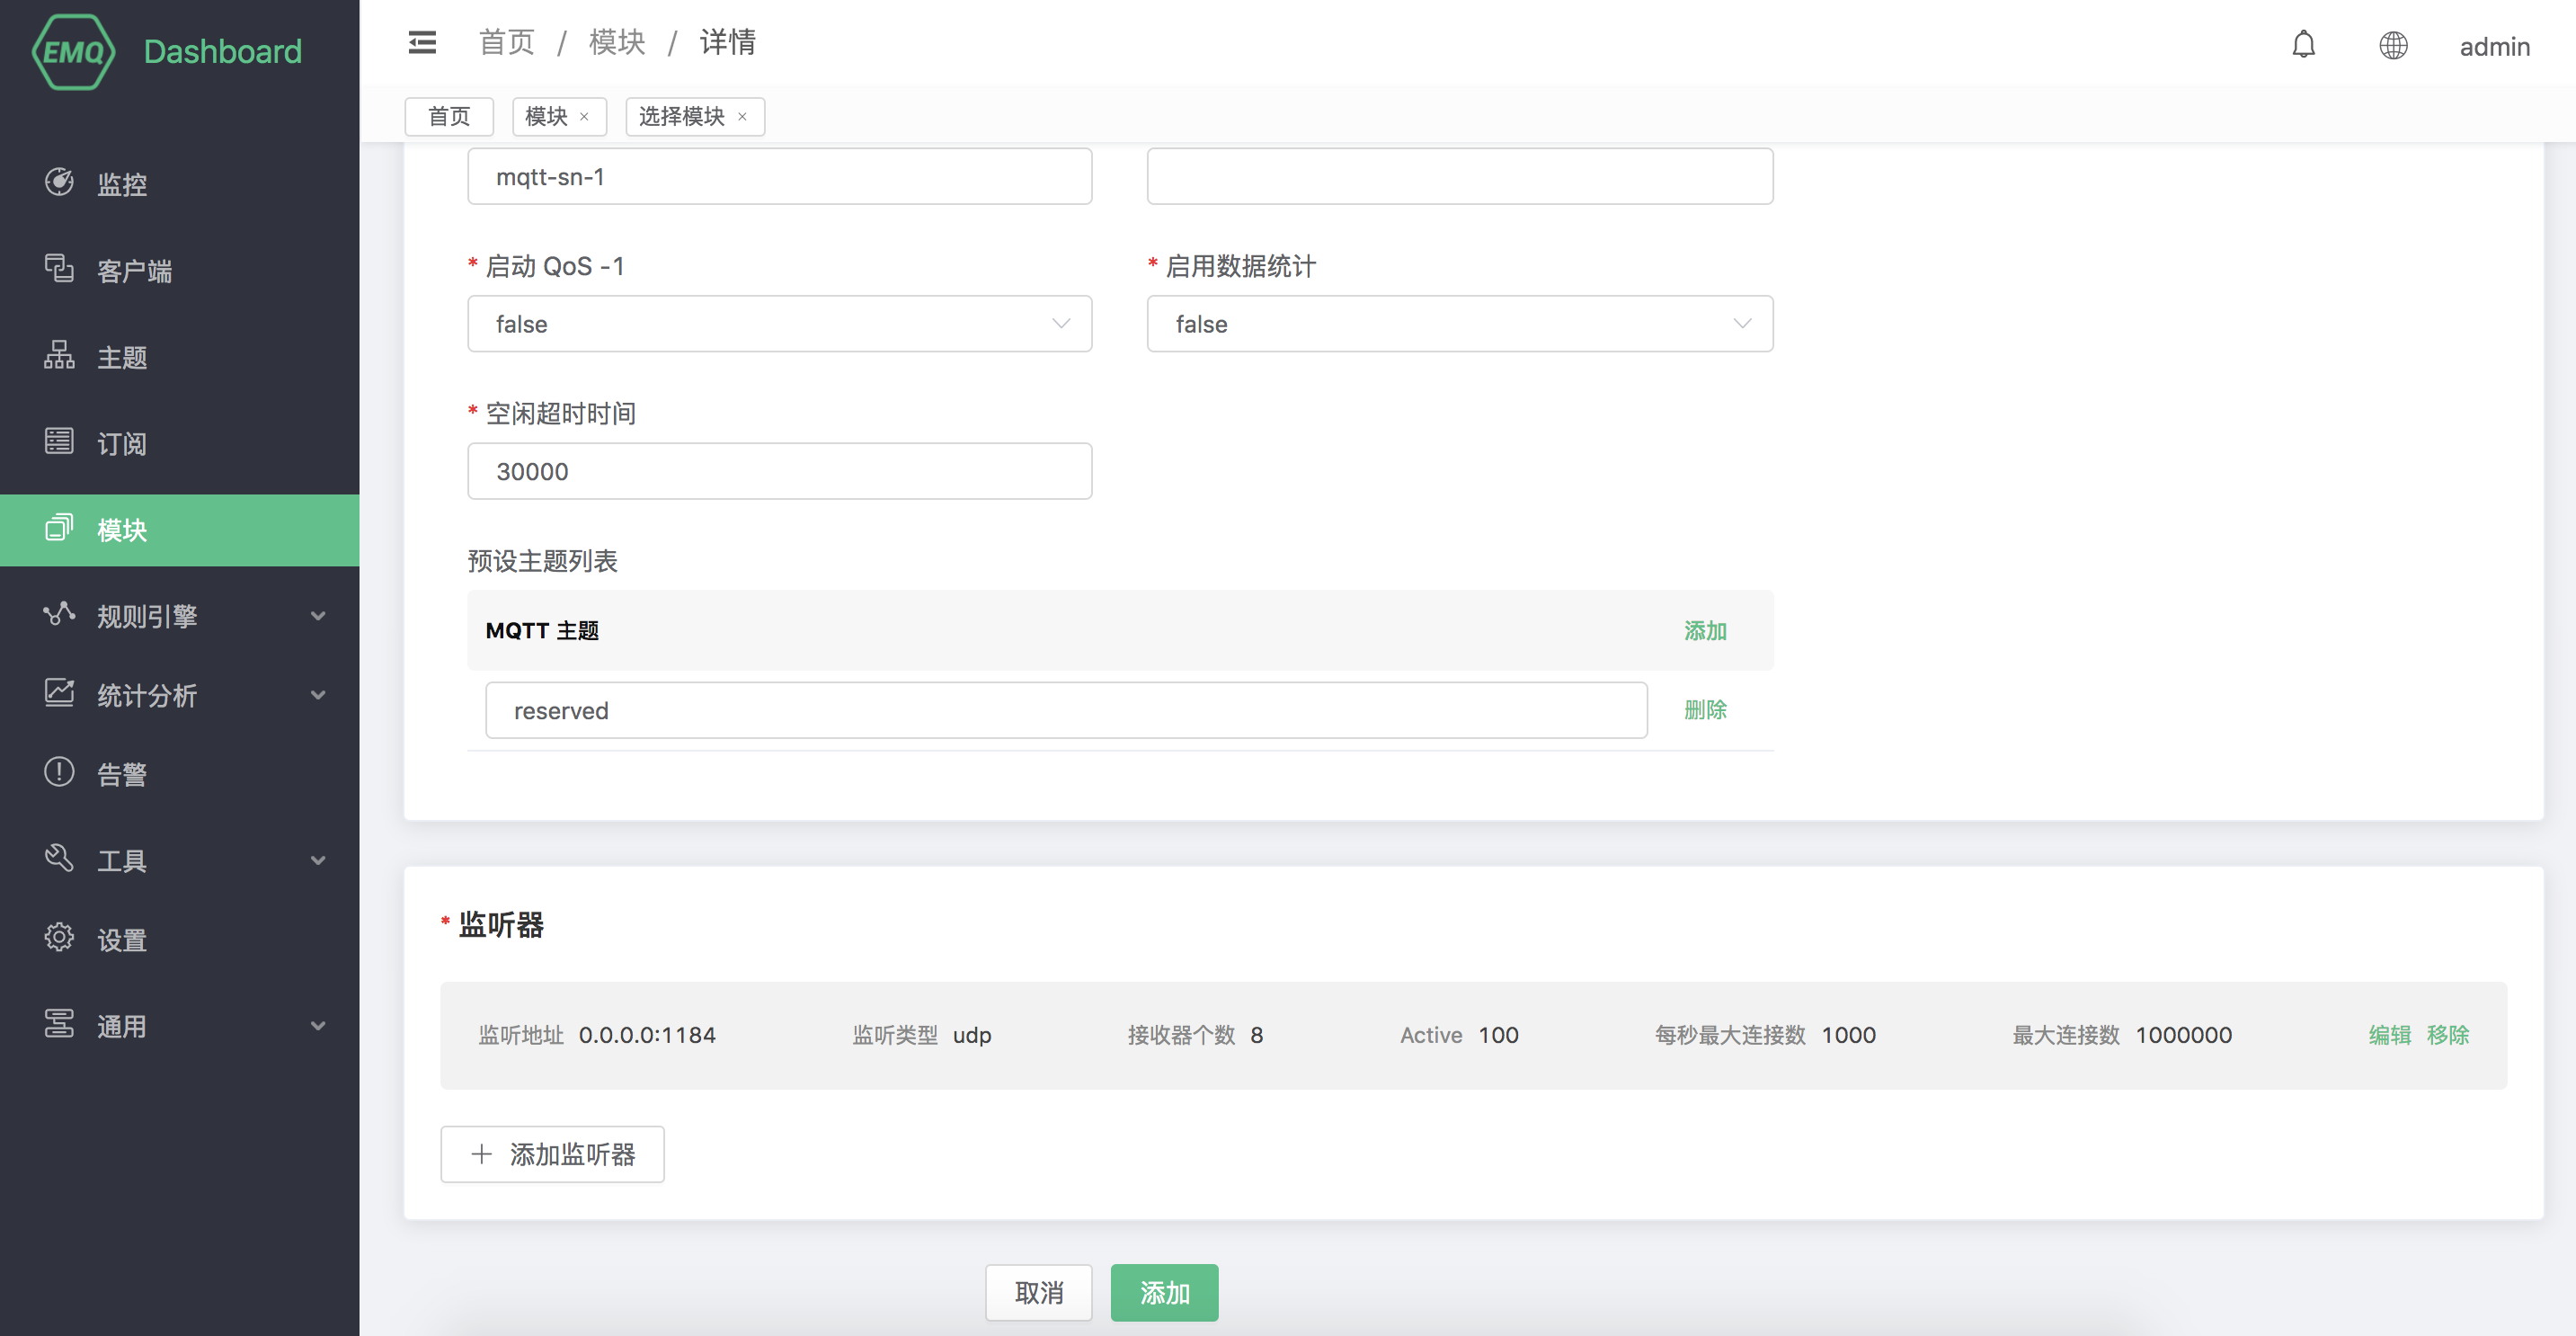 EMQ Dashboard
监控
客户端
主题
订阅
模块
规则引擎
统计分析
告警
工具
设置
通用
首页 / 模块 / 详情
admin
首页 模块 × 选择模块 ×
mqtt-sn-1
* 启动 QoS -1 * 启用数据统计
false false
* 空闲超时时间
30000
预设主题列表
MQTT 主题 添加
reserved 删除
* 监听器
监听地址 0.0.0.0:1184 监听类型 udp 接收器个数 8 Active 100 每秒最大连接数 1000 最大连接数 1000000 编辑 移除
+ 添加监听器
取消 添加